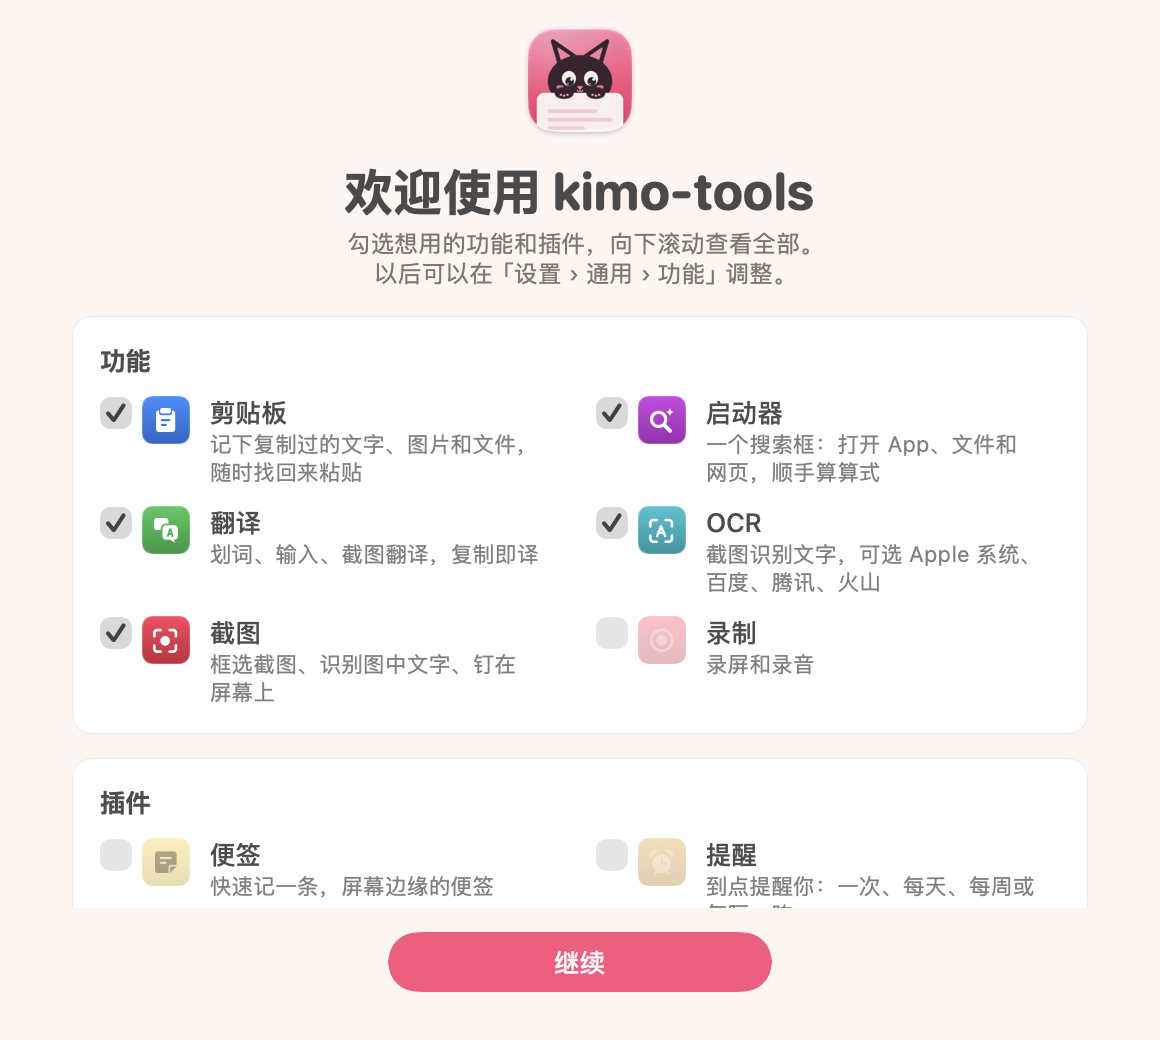 欢迎使用 kimo-tools
勾选想用的功能和插件，向下滚动查看全部。
以后可以在「设置 › 通用 › 功能」调整。
功能
剪贴板
记下复制过的文字、图片和文件，
随时找回来粘贴
启动器
一个搜索框：打开 App、文件和
网页，顺手算算式
翻译
划词、输入、截图翻译，复制即译
OCR
截图识别文字，可选 Apple 系统、
百度、腾讯、火山
截图
框选截图、识别图中文字、钉在
屏幕上
录制
录屏和录音
插件
便签
快速记一条，屏幕边缘的便签
提醒
到点提醒你：一次、每天、每周或
继续